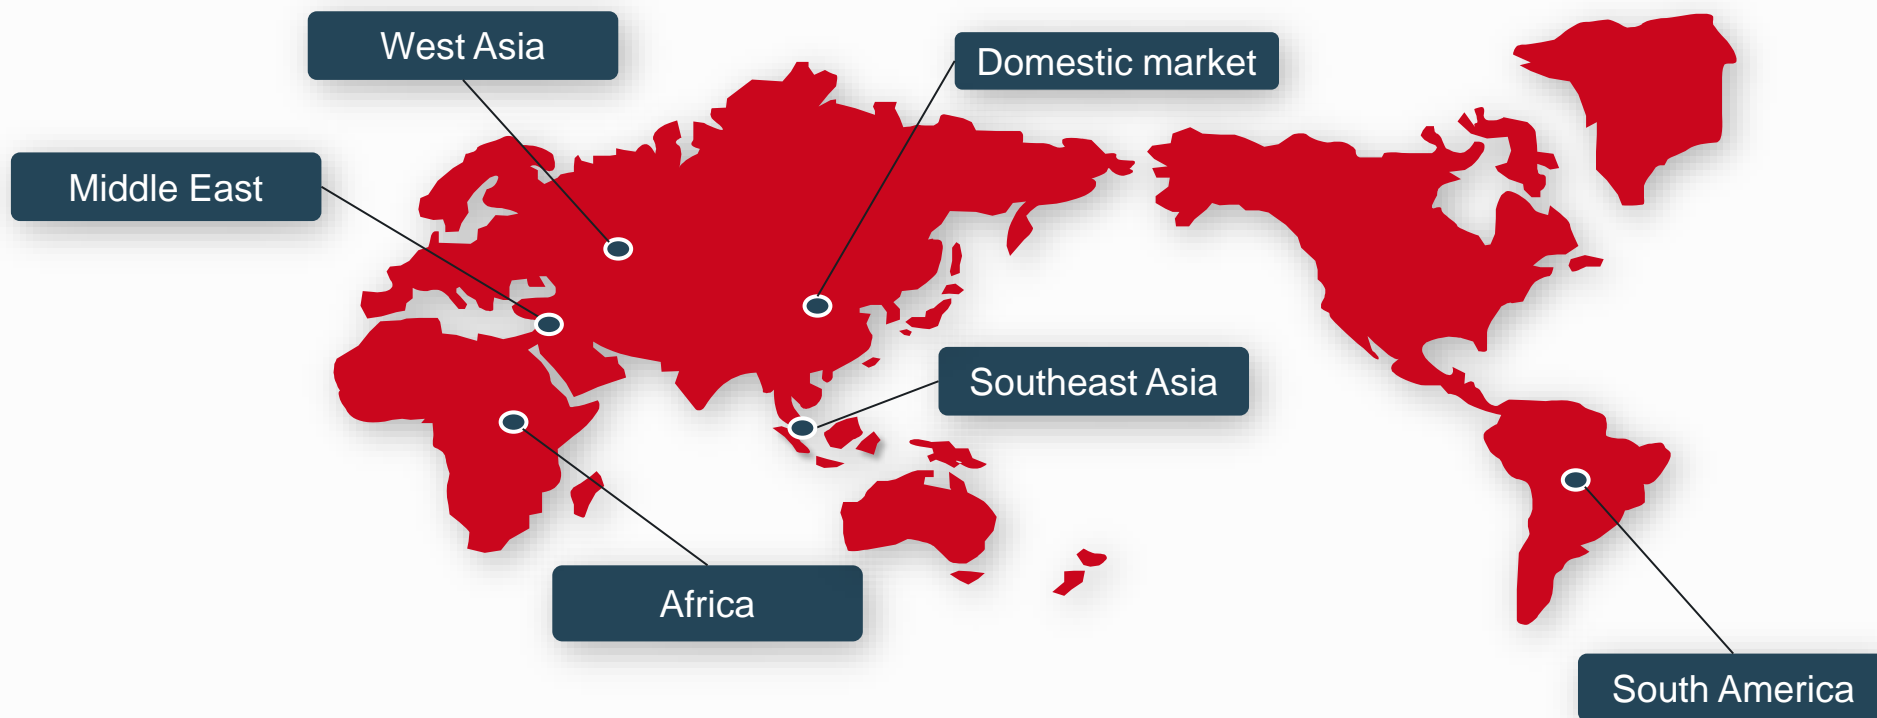 West Asia
Domestic market
Middle East
Southeast Asia
Africa
South America